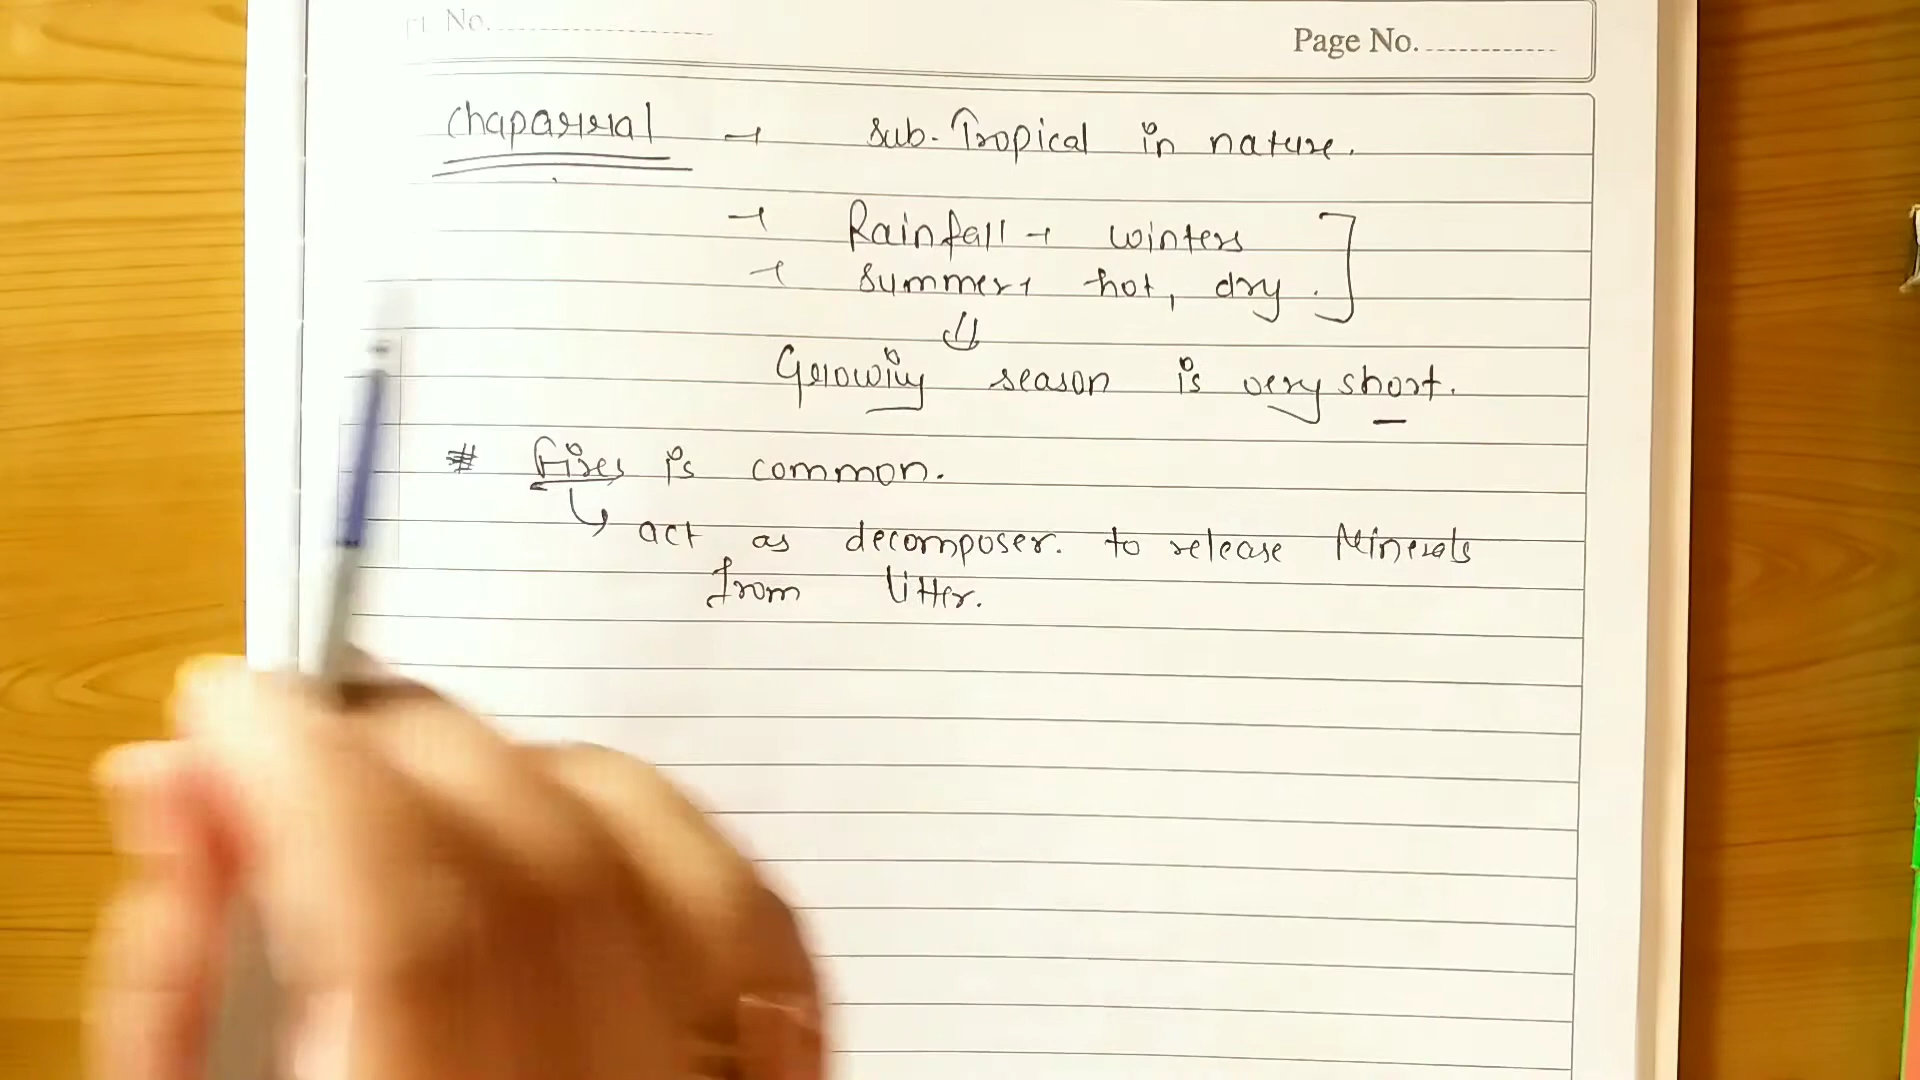 No.
Page No.
Chaparral → Sub-Tropical in nature.
→ Rainfall → winters
→ Summer → hot, dry.
⇓
Growing season is very short.
# Fires is common.
↳ act as decomposer. to release Minerals
from litter.